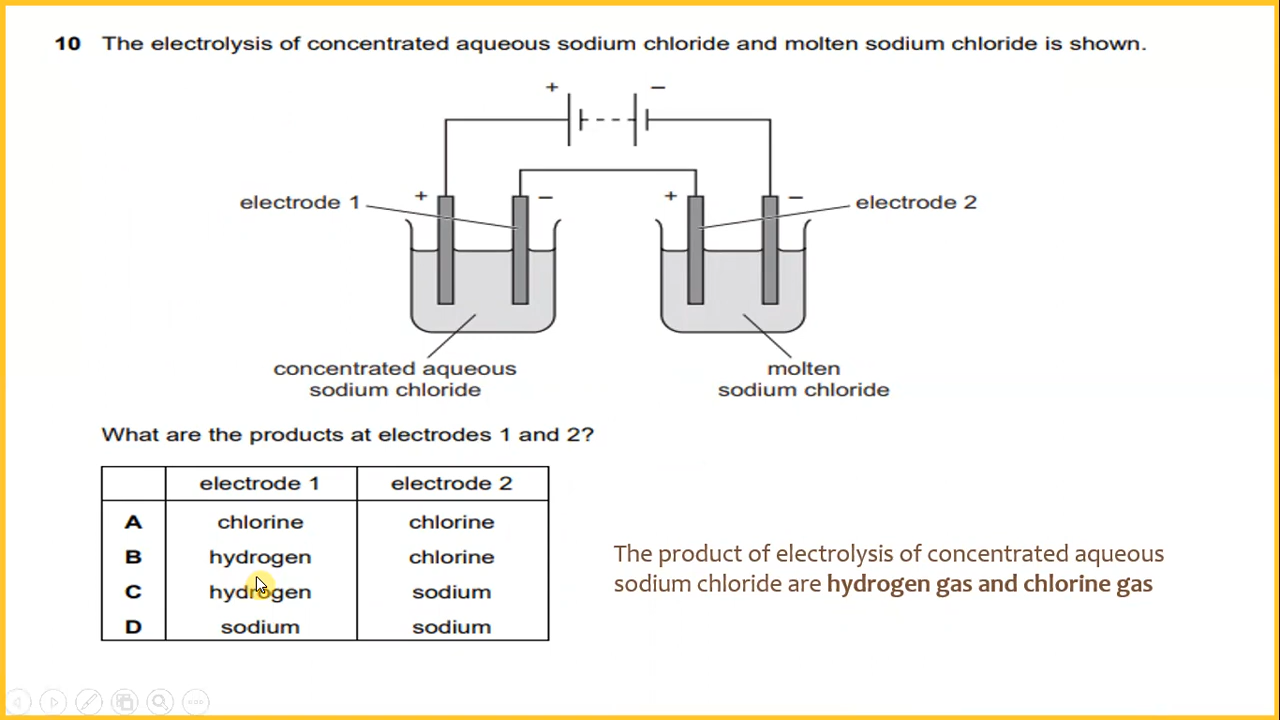 10 The electrolysis of concentrated aqueous sodium chloride and molten sodium chloride is shown.
+ −
+ − + −
electrode 1 electrode 2
concentrated aqueous
sodium chloride
molten
sodium chloride
What are the products at electrodes 1 and 2?
electrode 1 electrode 2
A chlorine chlorine
B hydrogen chlorine
C hydrogen sodium
D sodium sodium
The product of electrolysis of concentrated aqueous
sodium chloride are hydrogen gas and chlorine gas